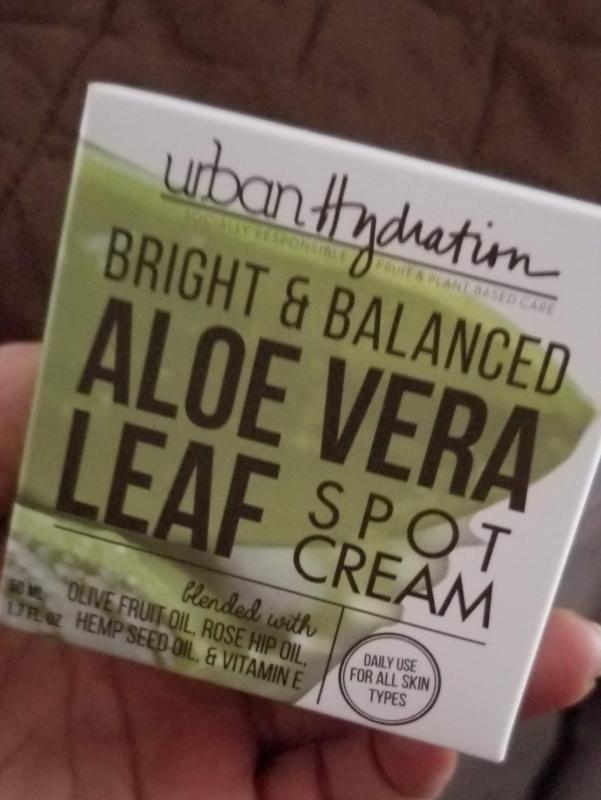 urban Hydration
SOCIALLY RESPONSIBLE FRUIT & PLANT BASED CARE
BRIGHT & BALANCED
ALOE VERA
LEAF SPOT
CREAM
blended with
OLIVE FRUIT OIL, ROSE HIP OIL,
HEMP SEED OIL, & VITAMIN E
50 ML
1.7 FL OZ
DAILY USE
FOR ALL SKIN
TYPES